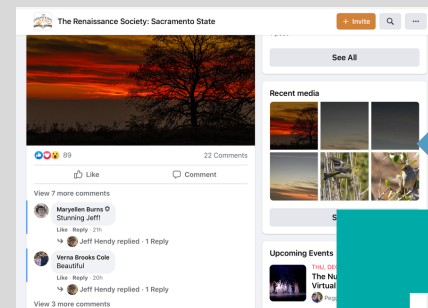 The Renaissance Society: Sacramento State
+ Invite
See All
89
22 Comments
Like
Comment
View 7 more comments
Maryellen Burns
Stunning Jeff!
Like · Reply · 21h
Jeff Hendy replied · 1 Reply
Verna Brooks Cole
Beautiful
Like · Reply · 20h
Jeff Hendy replied · 1 Reply
View 3 more comments
Recent media
Upcoming Events
The Nu
Virtual